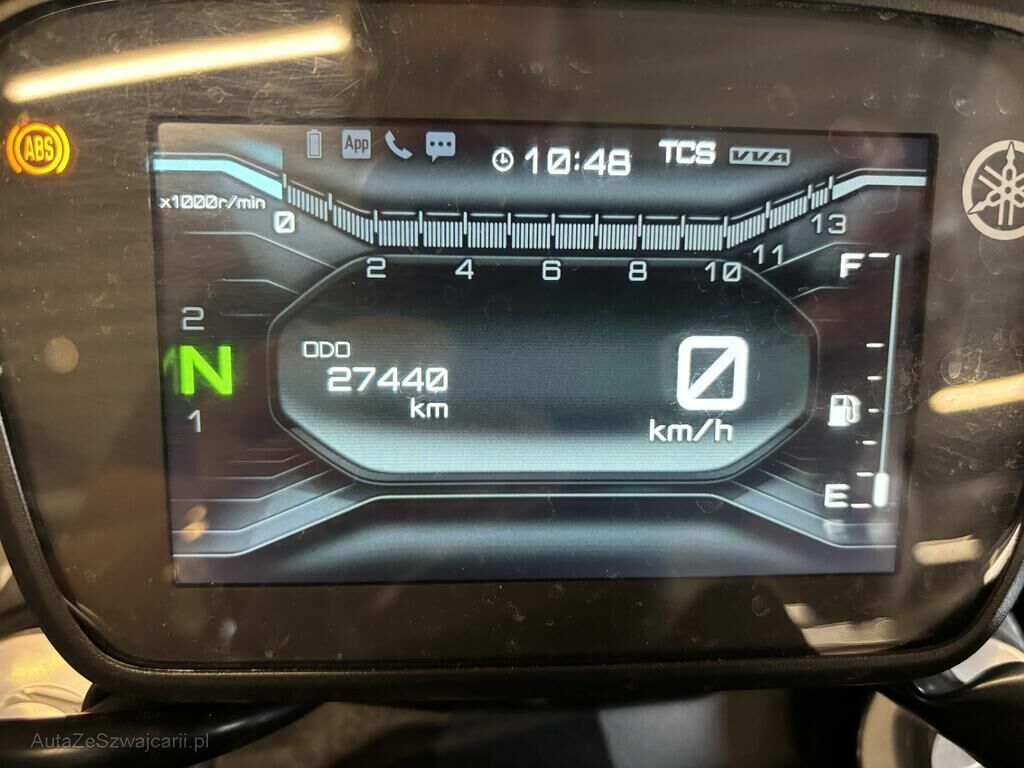 ABS
App
10:48 TCS VVA
x1000r/min
0
2 4 6 8 10 11 13
F
2
N
1
ODO
27440
km
0
km/h
E
AutaZeSzwajcarii.pl